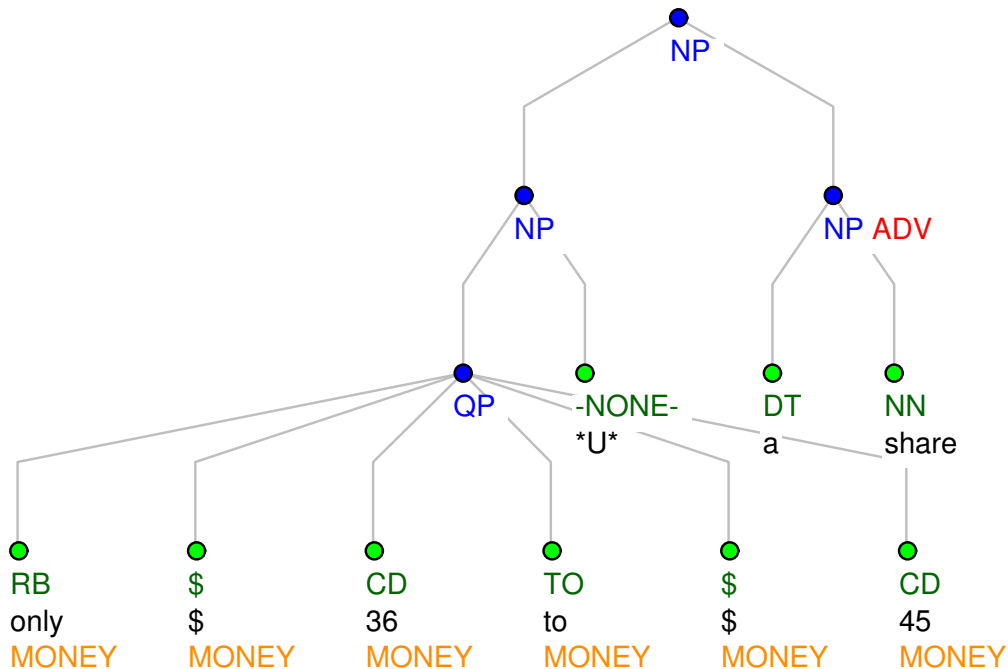 NP
NP NP ADV
QP -NONE- DT NN
*U* a share
RB $ CD TO $ CD
only $ 36 to $ 45
MONEY MONEY MONEY MONEY MONEY MONEY